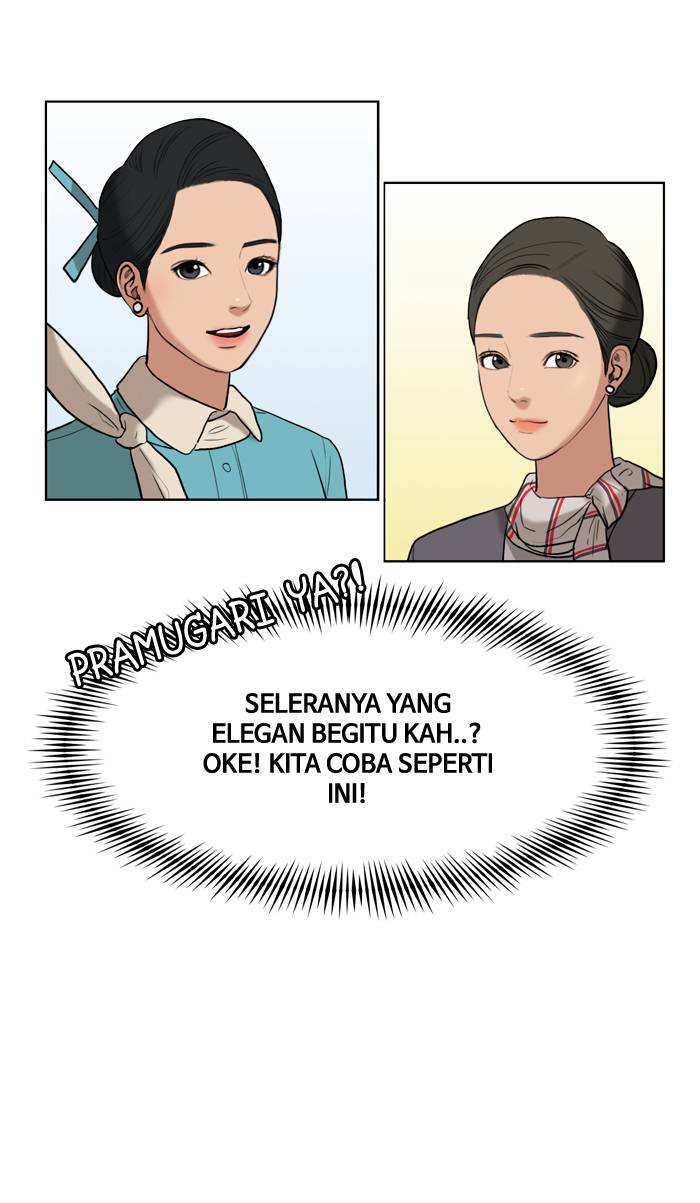 PRAMUGARI YA?!
SELERANYA YANG
ELEGAN BEGITU KAH..?
OKE! KITA COBA SEPERTI
INI!